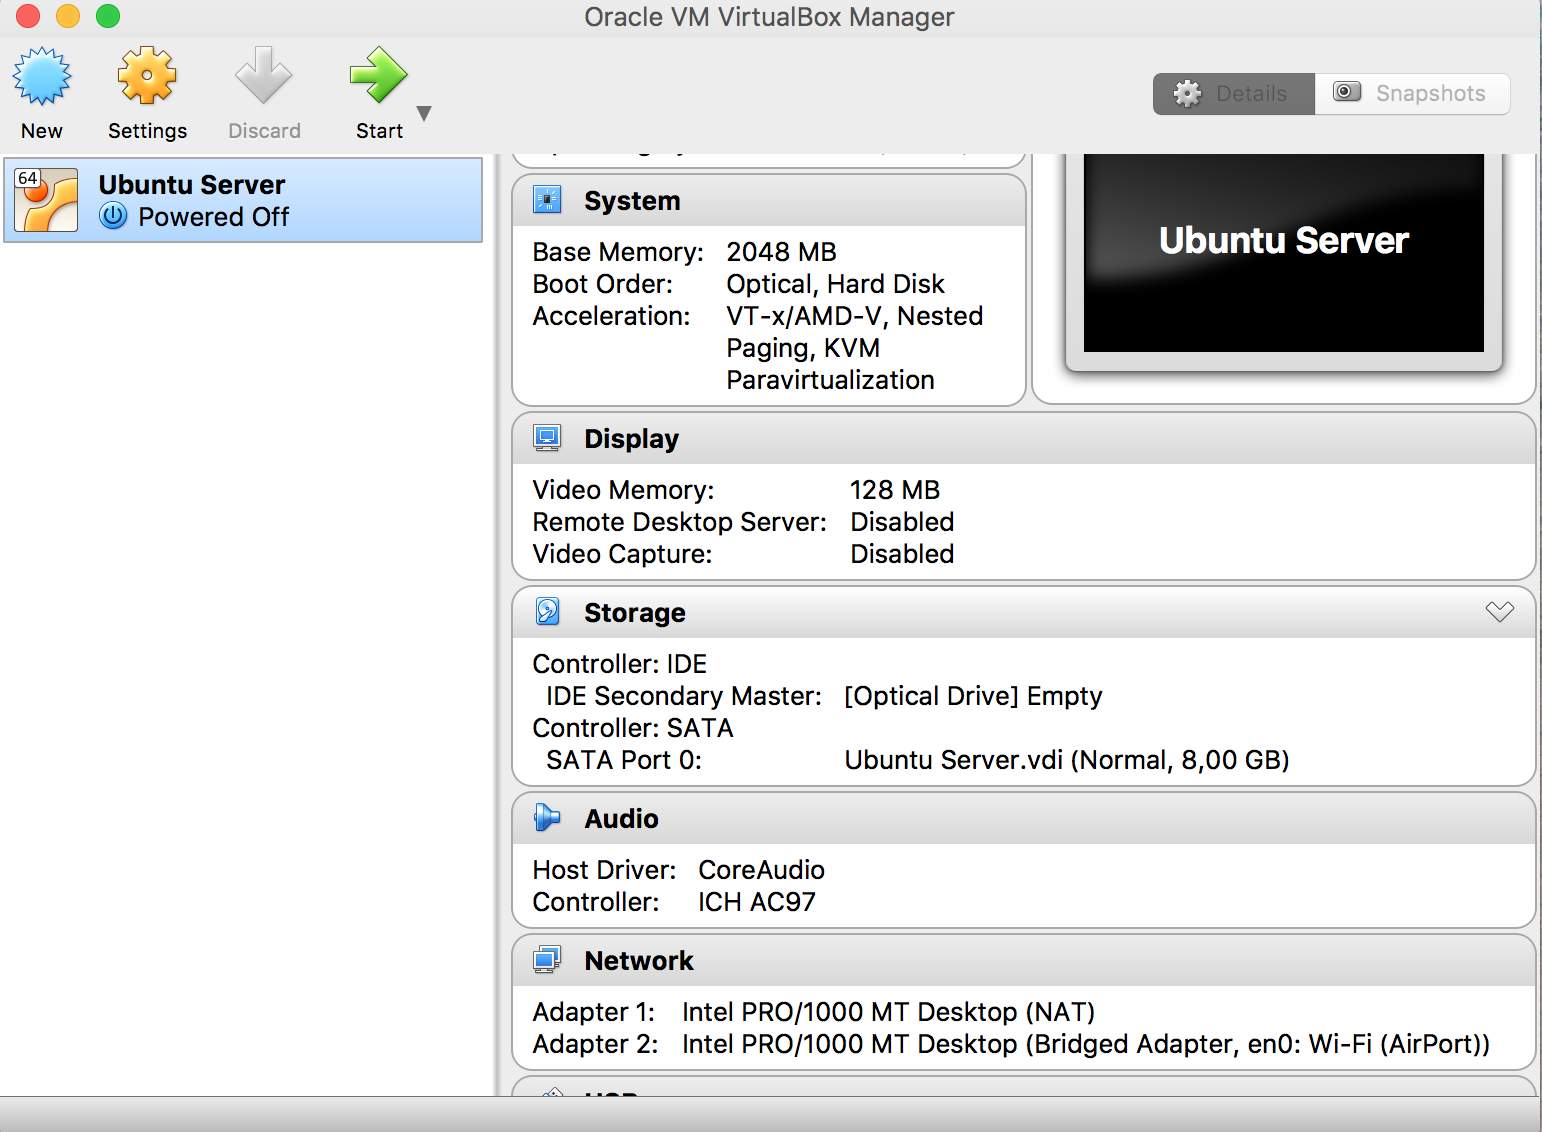 Oracle VM VirtualBox Manager
New
Settings
Discard
Start
Details
Snapshots
64
Ubuntu Server
Powered Off
System
Base Memory: 2048 MB
Boot Order: Optical, Hard Disk
Acceleration: VT-x/AMD-V, Nested
Paging, KVM
Paravirtualization
Ubuntu Server
Display
Video Memory: 128 MB
Remote Desktop Server: Disabled
Video Capture: Disabled
Storage
Controller: IDE
IDE Secondary Master: [Optical Drive] Empty
Controller: SATA
SATA Port 0: Ubuntu Server.vdi (Normal, 8,00 GB)
Audio
Host Driver: CoreAudio
Controller: ICH AC97
Network
Adapter 1: Intel PRO/1000 MT Desktop (NAT)
Adapter 2: Intel PRO/1000 MT Desktop (Bridged Adapter, en0: Wi-Fi (AirPort))